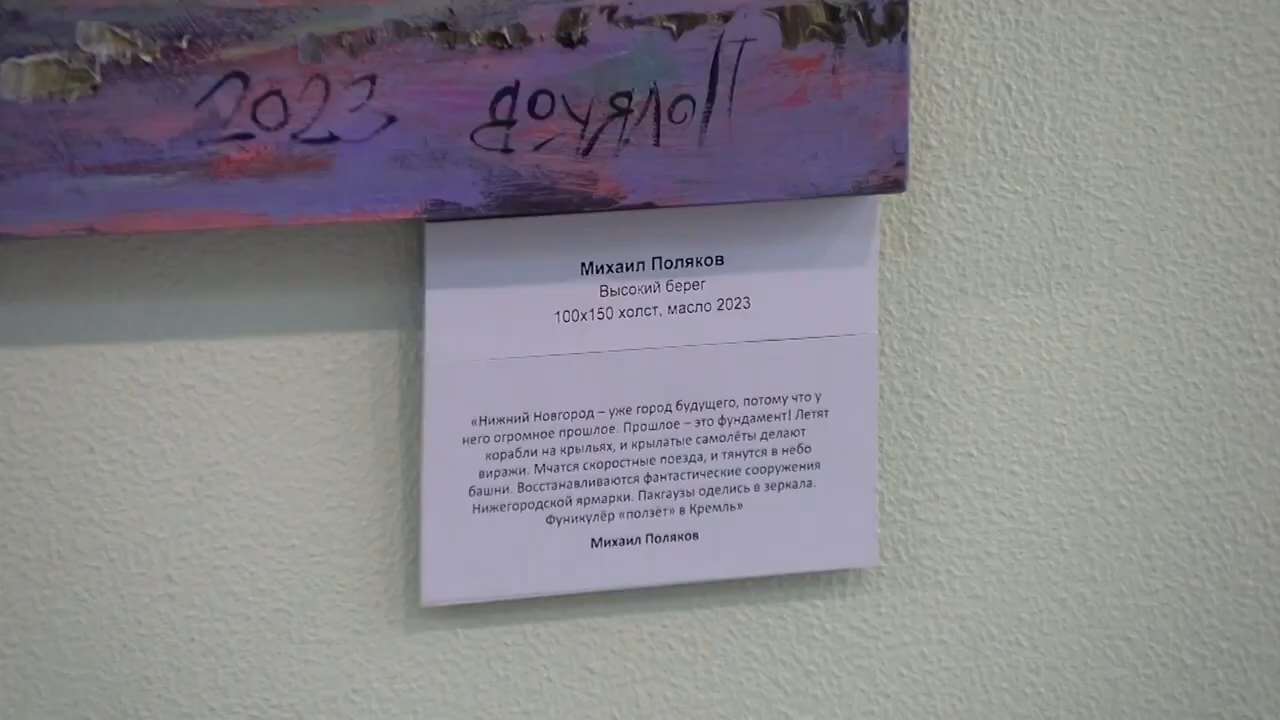 2023 Поляков
Михаил Поляков
Высокий берег
100х150 холст, масло 2023
«Нижний Новгород – уже город будущего, потому что у
него огромное прошлое. Прошлое – это фундамент! Летят
корабли на крыльях, и крылатые самолёты делают
виражи. Мчатся скоростные поезда, и тянутся в небо
башни. Восстанавливаются фантастические сооружения
Нижегородской ярмарки. Пакгаузы оделись в зеркала.
Фуникулёр «ползёт» в Кремль»
Михаил Поляков